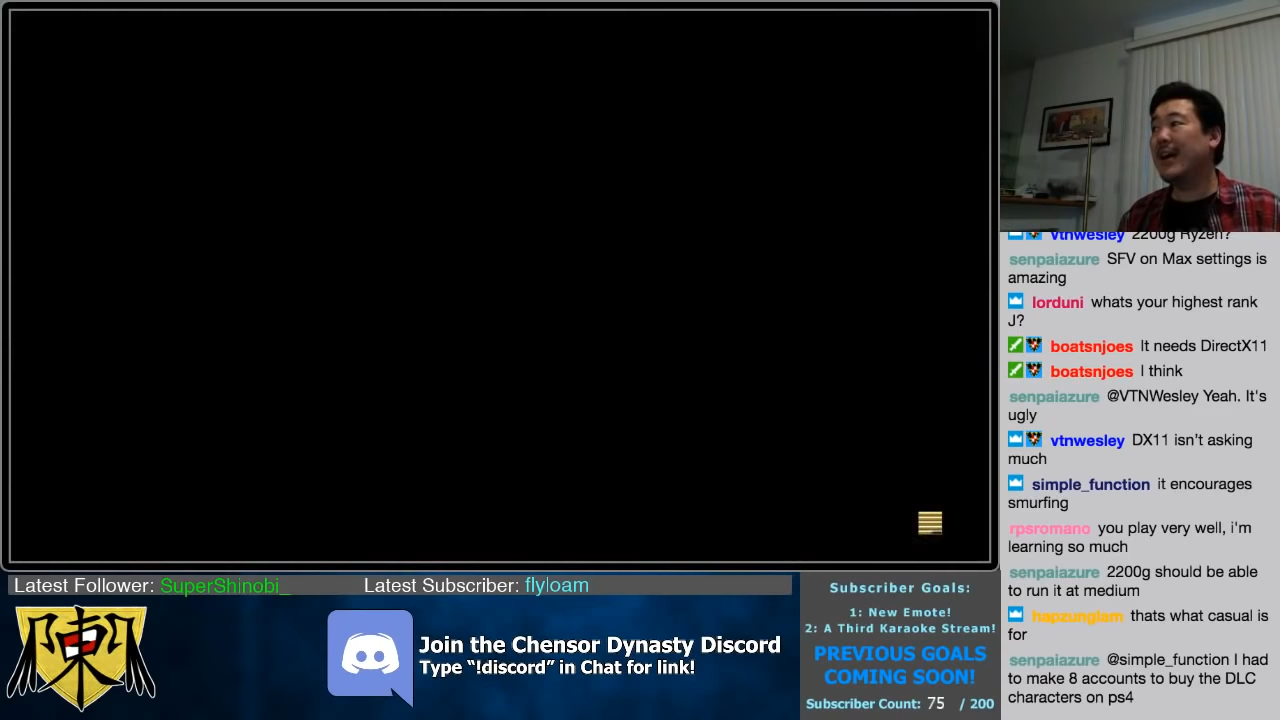 vtnwesley 2200g Ryzen?
senpaiazure SFV on Max settings is
amazing
lorduni whats your highest rank
J?
boatsnjoes It needs DirectX11
boatsnjoes I think
senpaiazure @VTNWesley Yeah. It's
ugly
vtnwesley DX11 isn't asking
much
simple_function it encourages
smurfing
rpsromano you play very well, i'm
learning so much
senpaiazure 2200g should be able
to run it at medium
hapzunglam thats what casual is
for
senpaiazure @simple_function I had
to make 8 accounts to buy the DLC
characters on ps4
Latest Follower: SuperShinobi_ Latest Subscriber: flyloam
Join the Chensor Dynasty Discord
Type "!discord" in Chat for link!
Subscriber Goals:
1: New Emote!
2: A Third Karaoke Stream!
PREVIOUS GOALS
COMING SOON!
Subscriber Count: 75 / 200